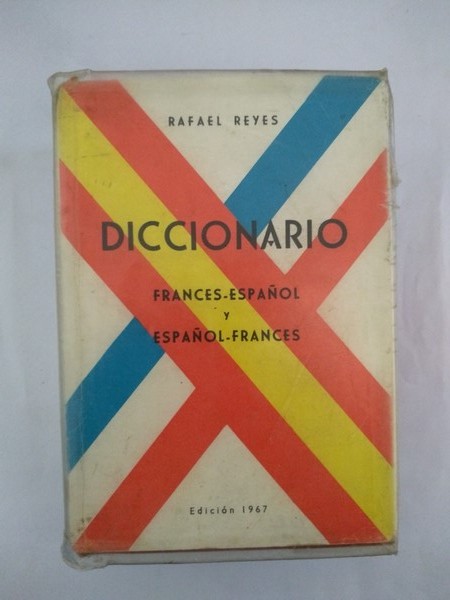 RAFAEL REYES
DICCIONARIO
FRANCES-ESPAÑOL
y
ESPAÑOL-FRANCES
Edición 1967